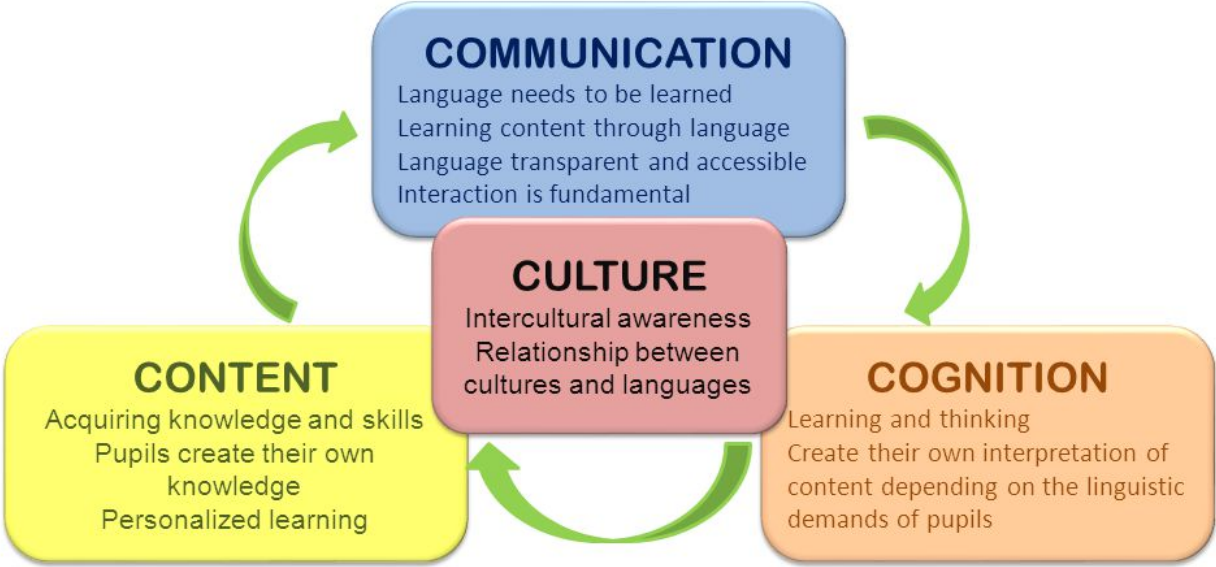 COMMUNICATION
Language needs to be learned
Learning content through language
Language transparent and accessible
Interaction is fundamental
CULTURE
Intercultural awareness
Relationship between
cultures and languages
CONTENT
Acquiring knowledge and skills
Pupils create their own
knowledge
Personalized learning
COGNITION
Learning and thinking
Create their own interpretation of
content depending on the linguistic
demands of pupils